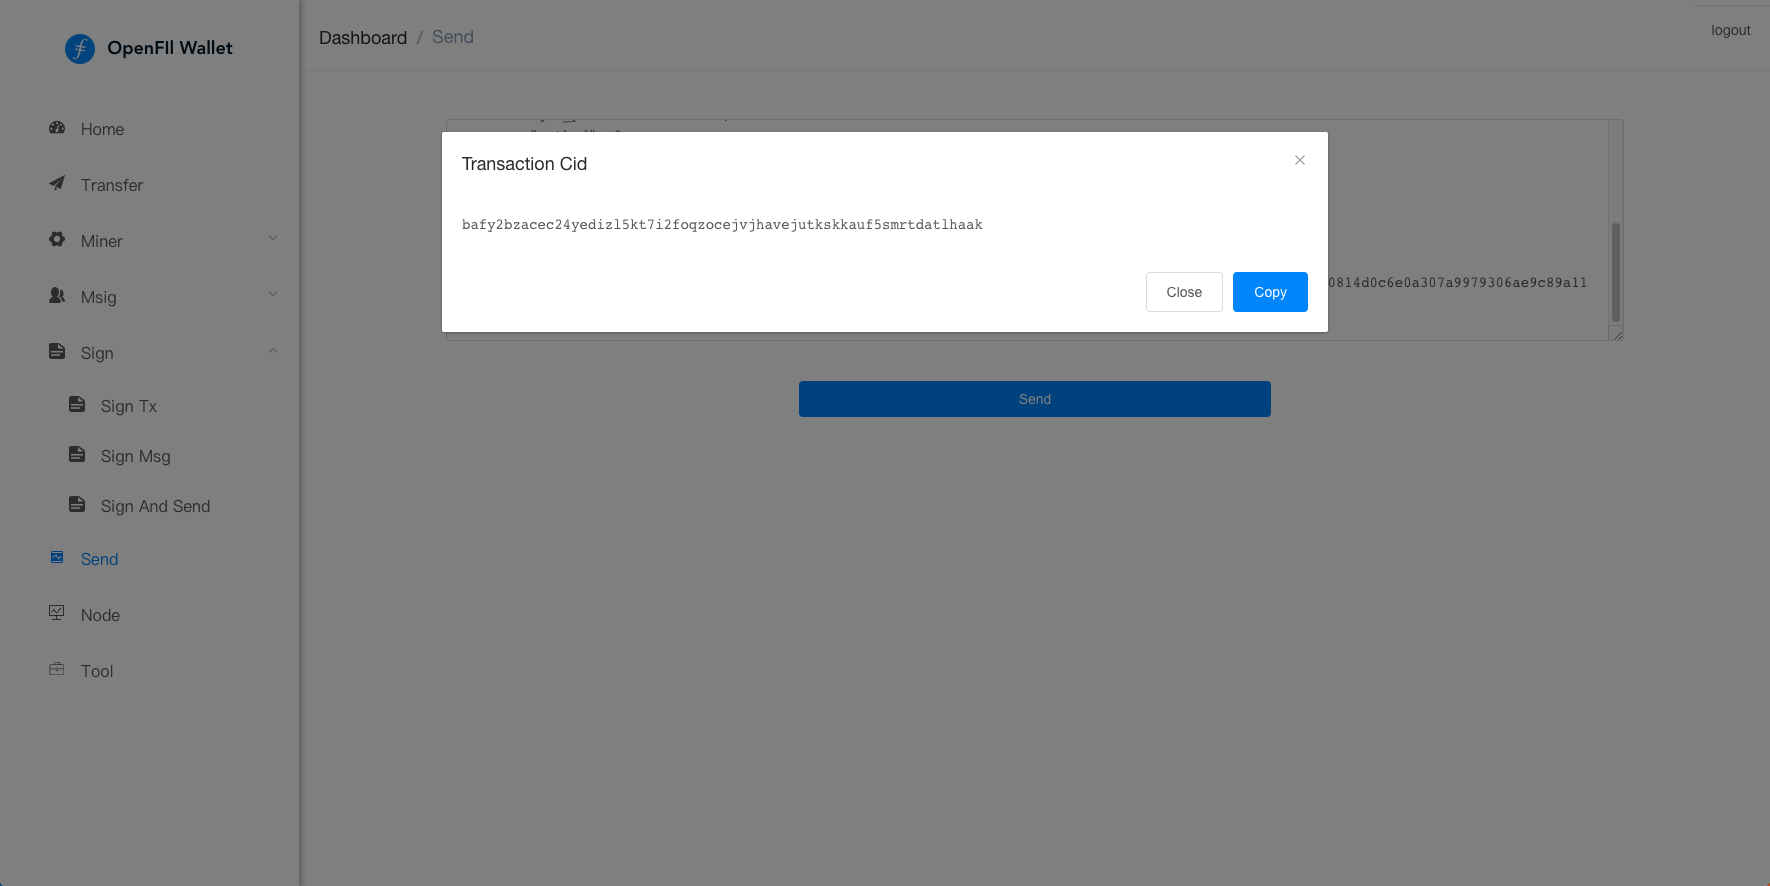 OpenFIl Wallet
Dashboard / Send
logout
Home
Transfer
Miner
Msig
Sign
Sign Tx
Sign Msg
Sign And Send
Send
Node
Tool
Transaction Cid
bafy2bzacec24yedizl5kt7i2foqzocejvjhavejutkskkauf5smrtdatlhaak
Close
Copy
0814d0c6e0a307a9979306ae9c89a11
Send